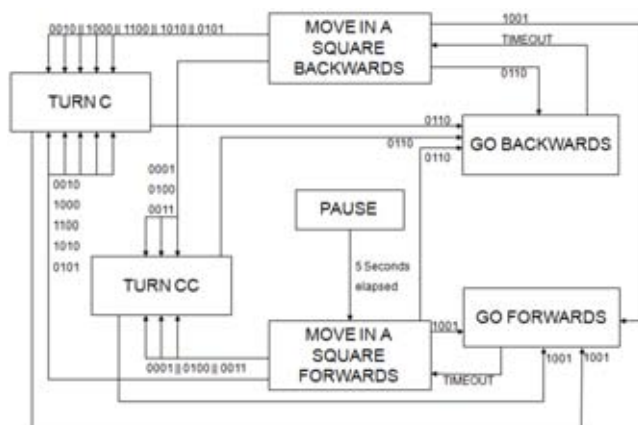 1001
0010 || 1000 || 1100 || 1010 || 0101
MOVE IN A
SQUARE
BACKWARDS
TIMEOUT
0110
TURN C
0110
GO BACKWARDS
0110
0110
0001
0100
0011
0010
1000
1100
1010
0101
PAUSE
5 Seconds
elapsed
TURN CC
GO FORWARDS
MOVE IN A
SQUARE
FORWARDS
1001
1001
1001
0001 || 0100 || 0011
TIMEOUT